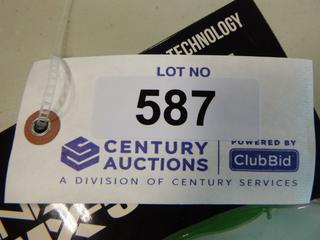 TECHNOLOGY
LOT NO
587
CENTURY
AUCTIONS
POWERED BY
ClubBid
A DIVISION OF CENTURY SERVICES